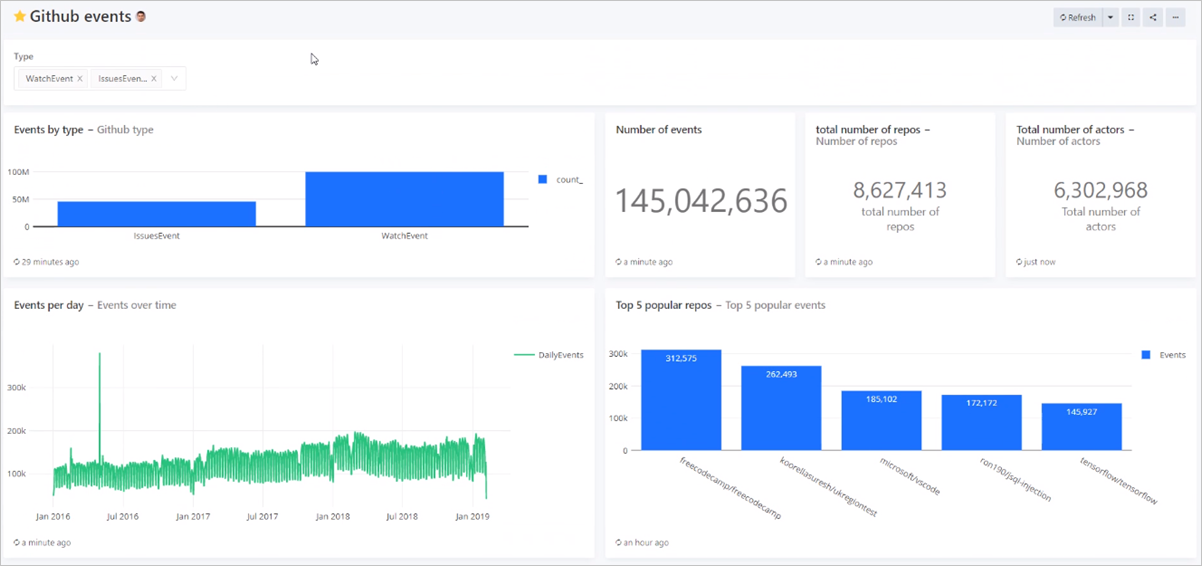 Github events
Refresh
Type
WatchEvent x IssuesEven... x
Events by type – Github type
100M
50M
0
IssuesEvent
WatchEvent
count_
29 minutes ago
Number of events
145,042,636
a minute ago
total number of repos –
Number of repos
8,627,413
total number of
repos
a minute ago
Total number of actors –
Number of actors
6,302,968
Total number of
actors
just now
Events per day – Events over time
DailyEvents
300k
200k
100k
Jan 2016
Jul 2016
Jan 2017
Jul 2017
Jan 2018
Jul 2018
Jan 2019
a minute ago
Top 5 popular repos – Top 5 popular events
Events
300k
200k
100k
0
312,575
262,493
185,102
172,172
145,927
freecodecamp/freecodecamp
koorellasuresh/ukregiontest
microsoft/vscode
ron190/jsql-injection
tensorflow/tensorflow
an hour ago